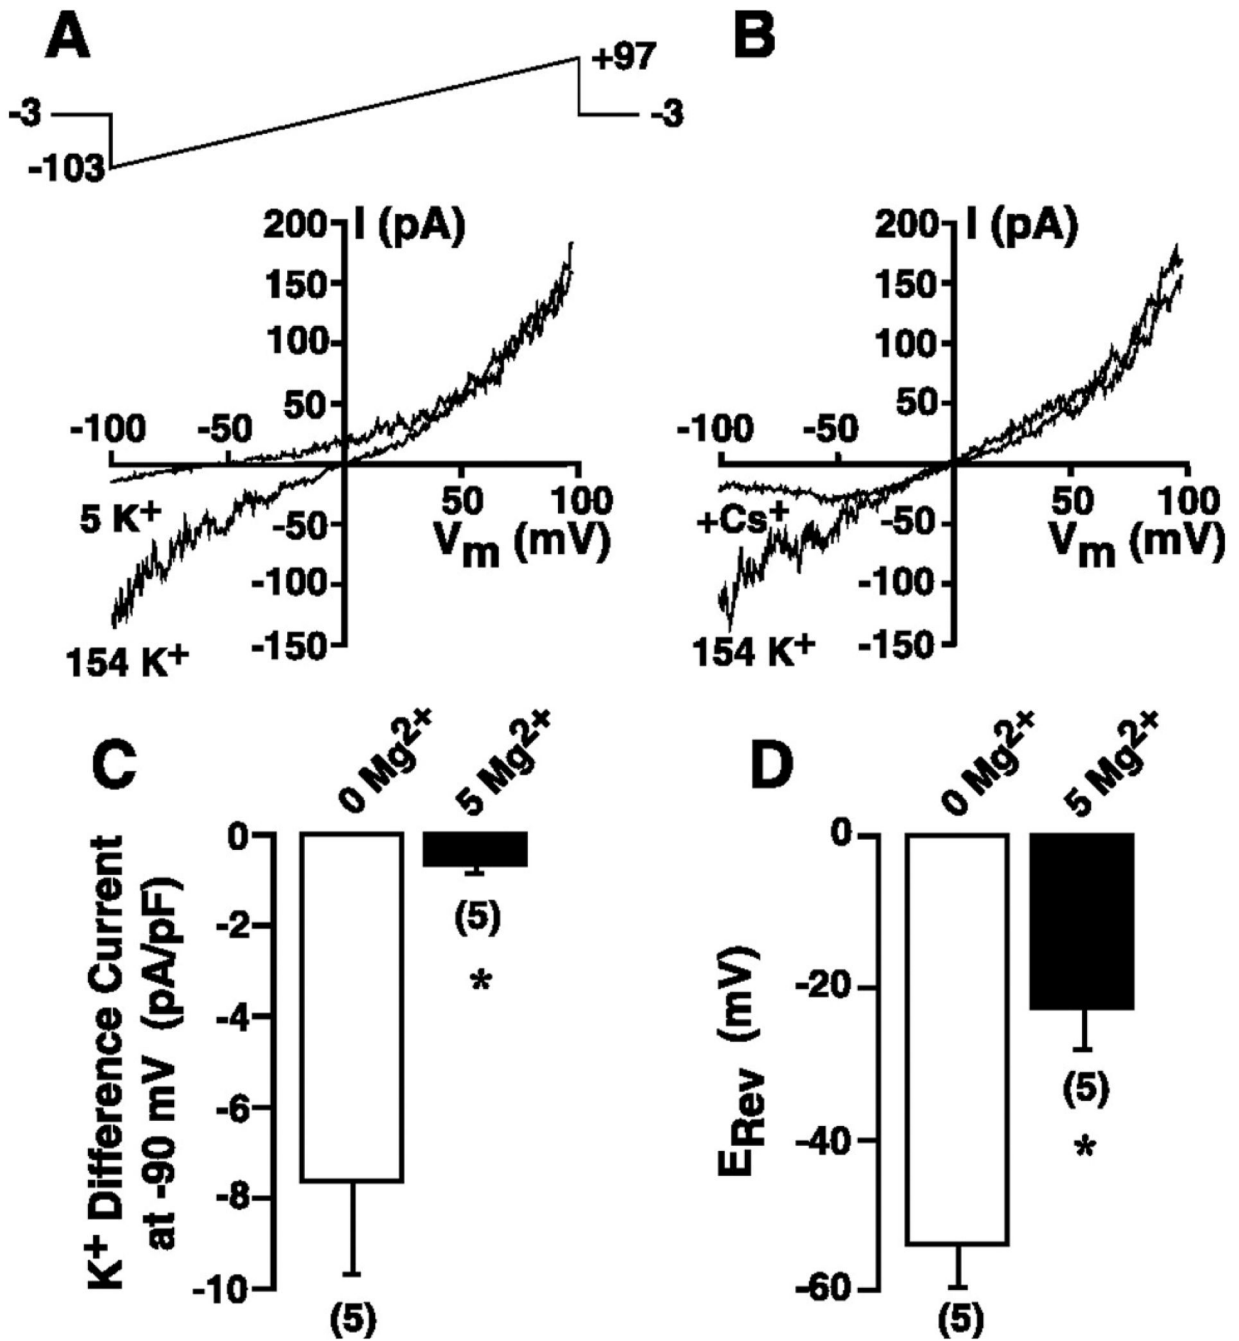 A
B
+97
-3
-3
-103
200
I (pA)
150
100
50
-100
-50
50
100
5 K+
-50
Vm (mV)
-100
154 K+
-150
200
I (pA)
150
100
50
-100
-50
50
100
+Cs+
-50
Vm (mV)
-100
154 K+
-150
C
0 Mg2+
5 Mg2+
K+ Difference Current
at -90 mV (pA/pF)
0
-2
-4
-6
-8
-10
(5)
*
(5)
D
0 Mg2+
5 Mg2+
ERev (mV)
0
-20
-40
-60
(5)
*
(5)